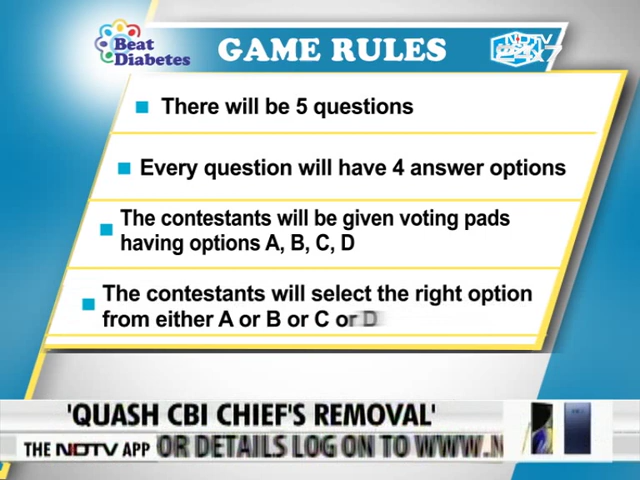 Beat
Diabetes
GAME RULES
NDTV
24x7
There will be 5 questions
Every question will have 4 answer options
The contestants will be given voting pads
having options A, B, C, D
The contestants will select the right option
from either A or B or C or D
'QUASH CBI CHIEF'S REMOVAL'
THE NDTV APP
OR DETAILS LOG ON TO WWW.N